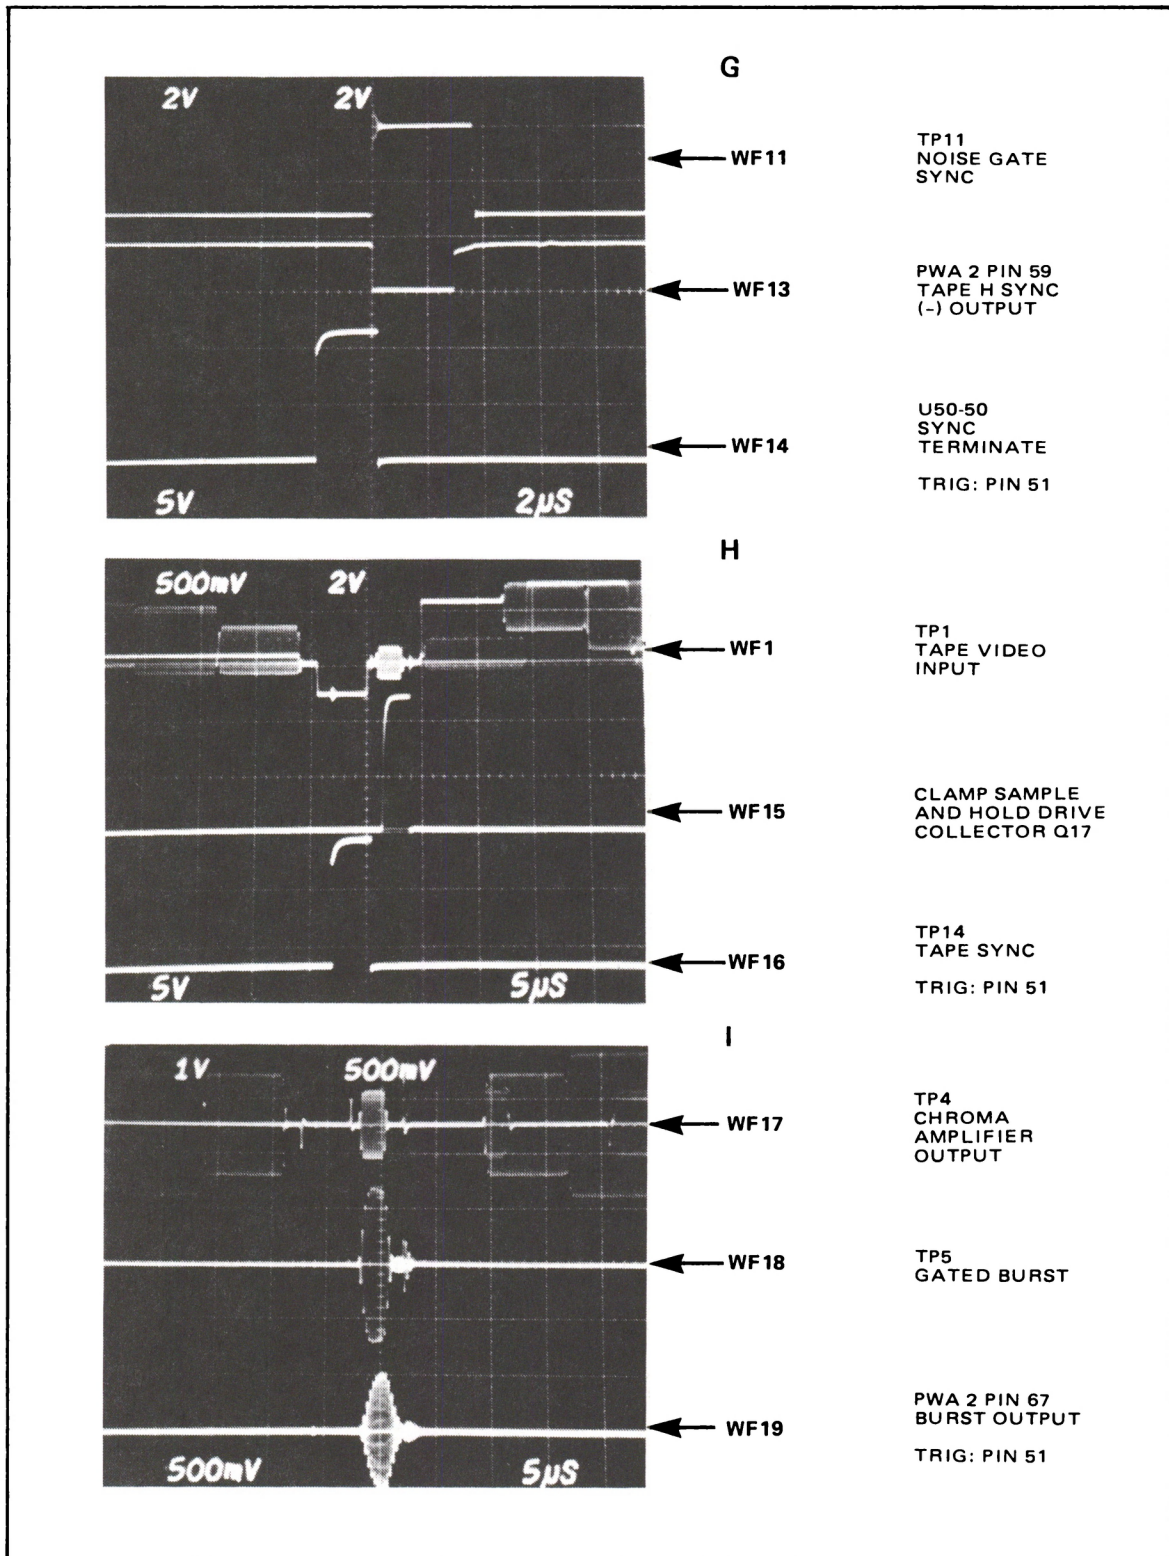 G
2V 2V
WF11
TP11
NOISE GATE
SYNC
WF13
PWA 2 PIN 59
TAPE H SYNC
(-) OUTPUT
WF14
U50-50
SYNC
TERMINATE
TRIG: PIN 51
5V 2µS
H
500mV 2V
WF1
TP1
TAPE VIDEO
INPUT
WF15
CLAMP SAMPLE
AND HOLD DRIVE
COLLECTOR Q17
WF16
TP14
TAPE SYNC
TRIG: PIN 51
5V 5µS
I
1V 500mV
WF17
TP4
CHROMA
AMPLIFIER
OUTPUT
WF18
TP5
GATED BURST
WF19
PWA 2 PIN 67
BURST OUTPUT
TRIG: PIN 51
500mV 5µS